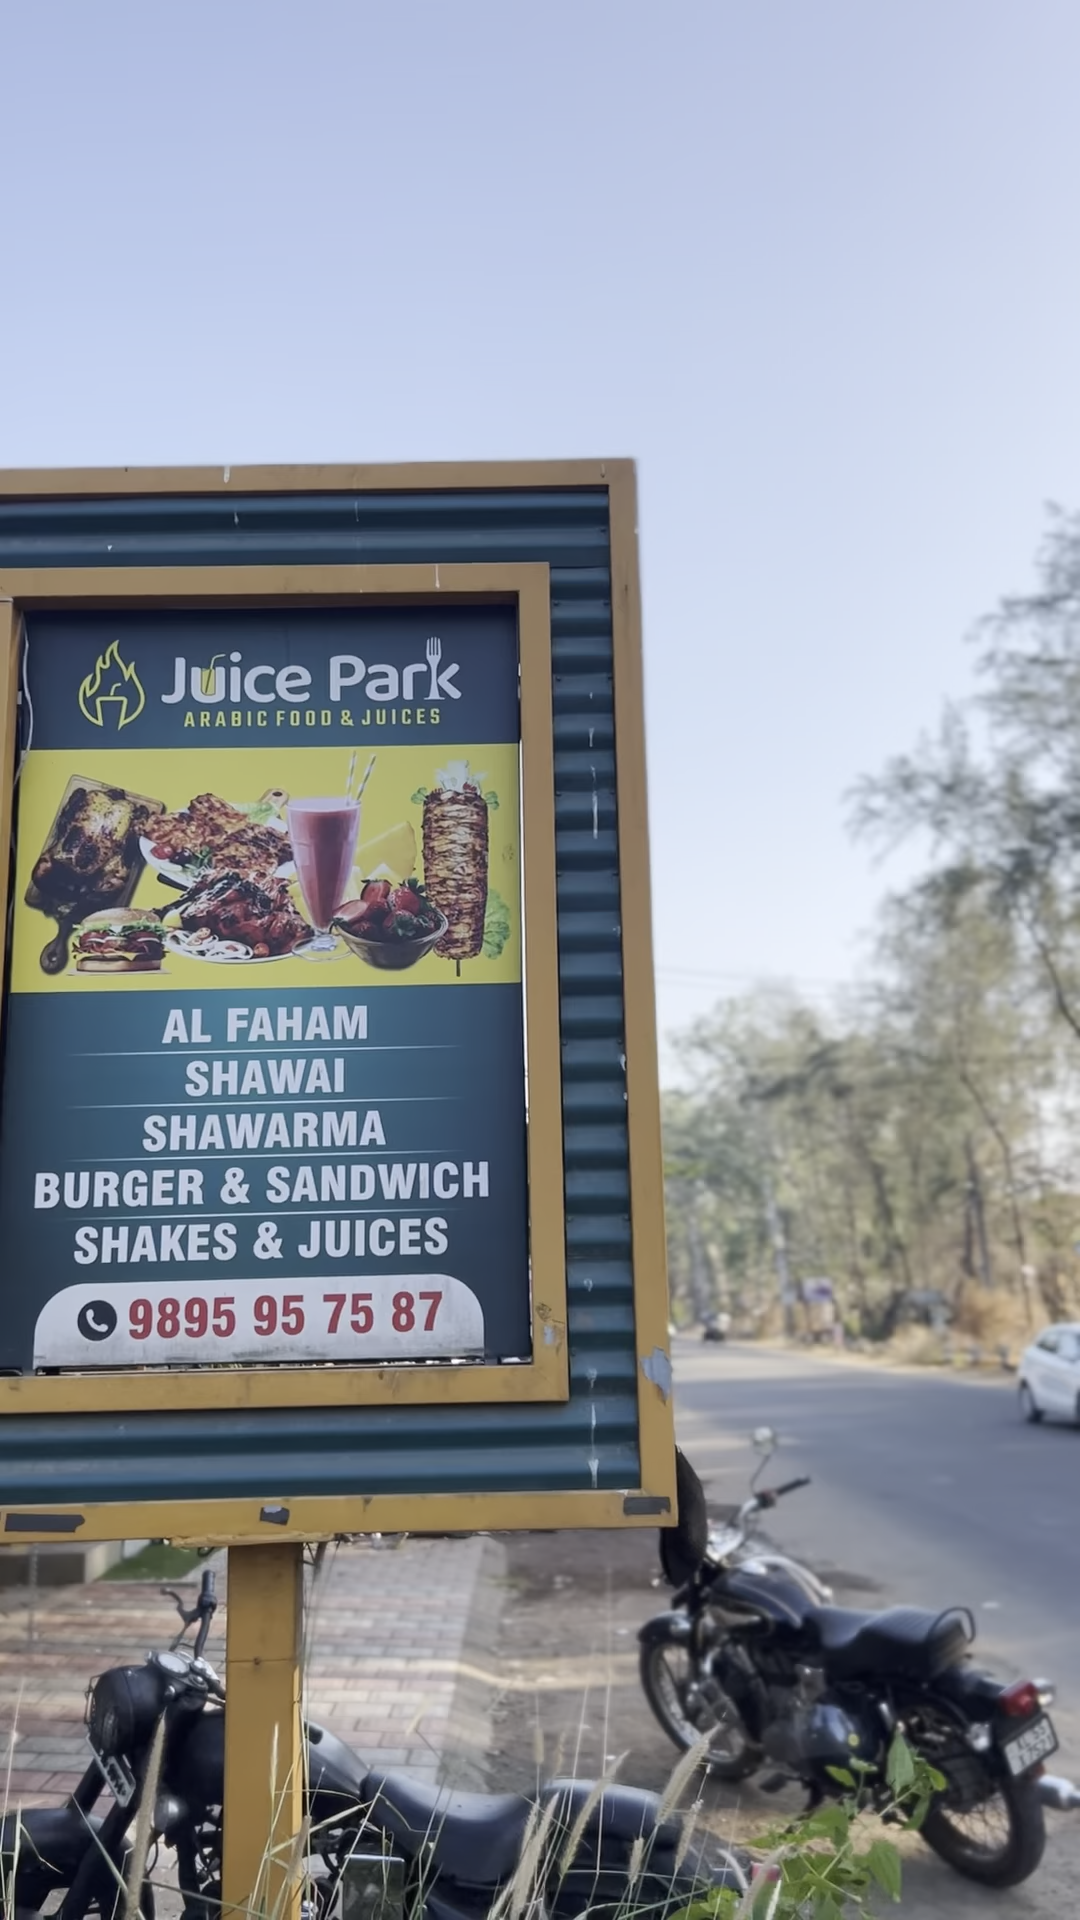 Juice Park
ARABIC FOOD & JUICES
AL FAHAM
SHAWAI
SHAWARMA
BURGER & SANDWICH
SHAKES & JUICES
9895 95 75 87